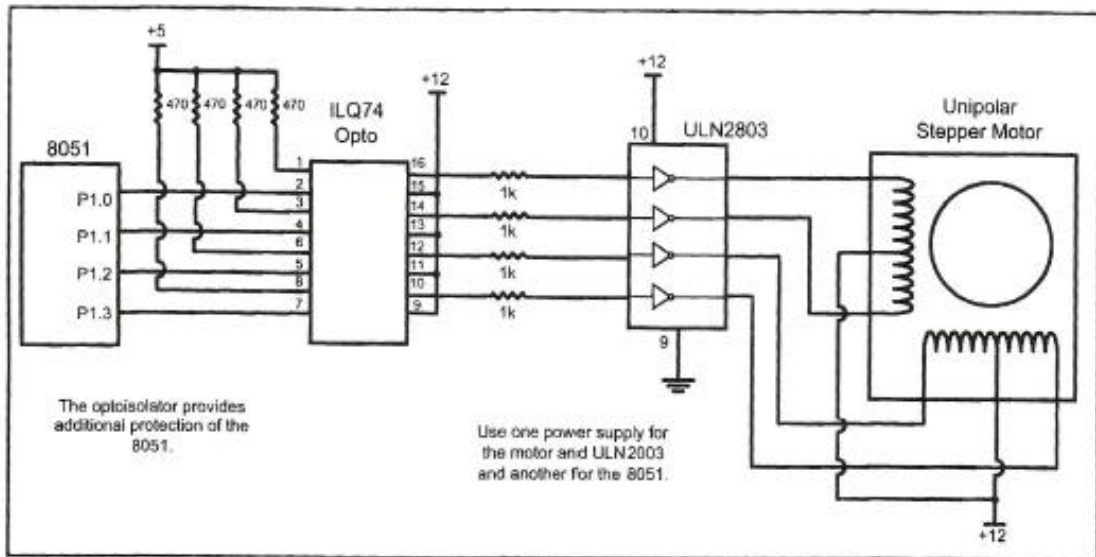 +5
470
470
470
470
+12
ILQ74
Opto
8051
P1.0
P1.1
P1.2
P1.3
1
2
3
4
6
5
8
7
16
15
14
13
12
11
10
9
1k
1k
1k
1k
+12
10
ULN2803
9
Unipolar
Stepper Motor
+12
The optoisolator provides
additional protection of the
8051.
Use one power supply for
the motor and ULN2003
and another for the 8051.